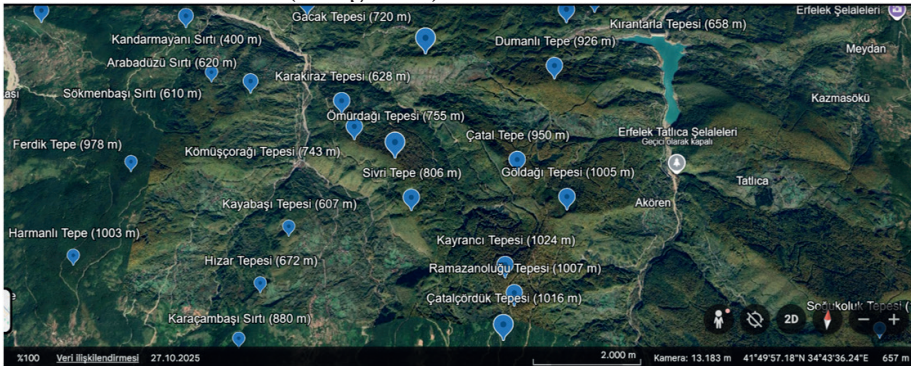 Gacak Tepesi (720 m)
Erfelek Şelaleleri
Kırantarla Tepesi (658 m)
Kandarmayanı Sırtı (400 m)
Dumanlı Tepe (926 m)
Meydan
Arabadüzü Sırtı (620 m)
Karakiraz Tepesi (628 m)
Sökmenbaşı Sırtı (610 m)
Kazmasökü
Ömürdağı Tepesi (755 m)
Ferdik Tepe (978 m)
Çatal Tepe (950 m)
Erfelek Tatlıca Şelaleleri
Geçici olarak kapalı
Kömüşçorağı Tepesi (743 m)
Sivri Tepe (806 m)
Göldağı Tepesi (1005 m)
Tatlıca
Kayabaşı Tepesi (607 m)
Akören
Harmanlı Tepe (1003 m)
Kayrancı Tepesi (1024 m)
Hızar Tepesi (672 m)
Ramazanoluğu Tepesi (1007 m)
Çatalçördük Tepesi (1016 m)
Soğukoluk Tepesi (
Karaçambaşı Sırtı (880 m)
2D
%100 Veri ilişkilendirmesi 27.10.2025 2.000 m Kamera: 13.183 m 41°49'57.18"N 34°43'36.24"E 657 m